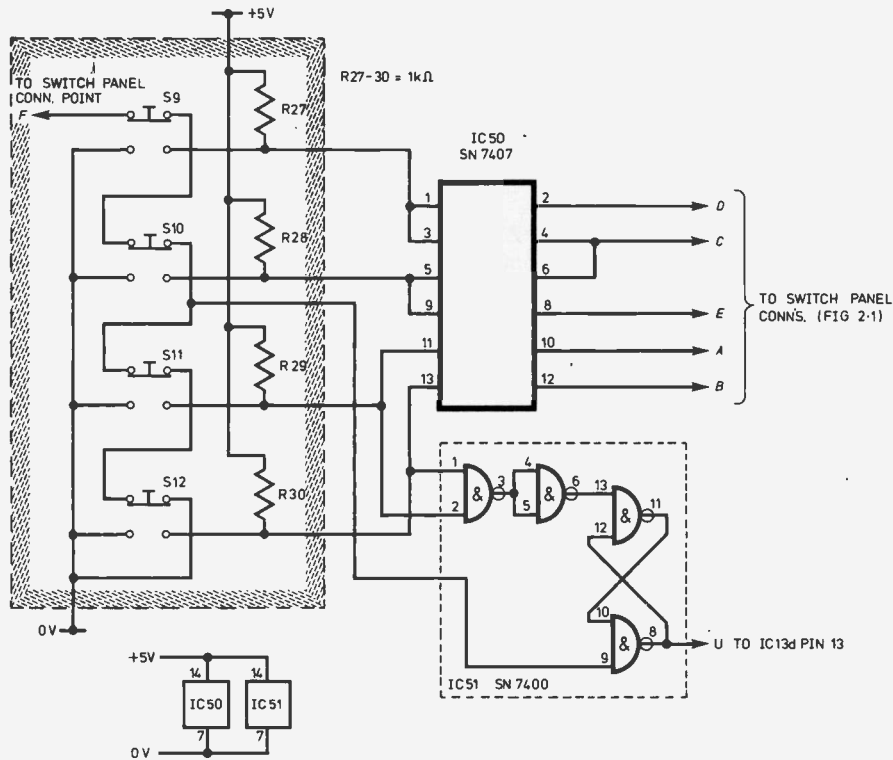 +5V
TO SWITCH PANEL
CONN. POINT
F
S9
R27
R27-30 = 1kΩ
IC50
SN 7407
S10
R28
S11
R29
S12
R30
0V
1
3
5
9
11
13
2
4
6
8
10
12
D
C
E
A
B
TO SWITCH PANEL
CONN'S. (FIG 2·1)
1
2
&
3
4
5
&
6
13
12
&
11
10
9
&
8
U TO IC13d PIN 13
IC51 SN 7400
+5V
14
14
IC50
IC51
7
7
0V